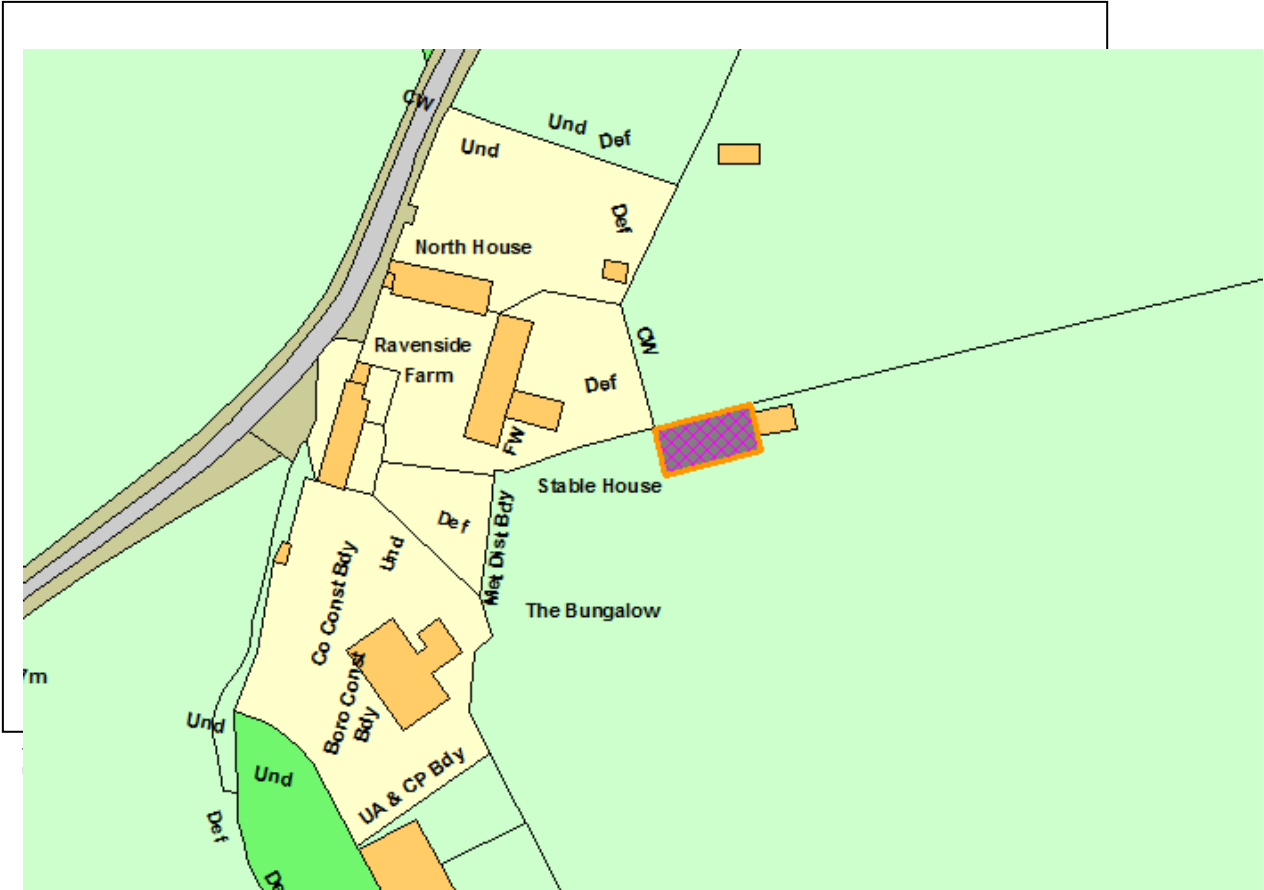 CW
Und Def
Und
Def
North House
CW
Ravenside
Farm
Def
FW
Stable House
Def
Met Dist Bdy
Und
Co Const Bdy
The Bungalow
Boro Const
Bdy
Und
UA & CP Bdy
Und
Def